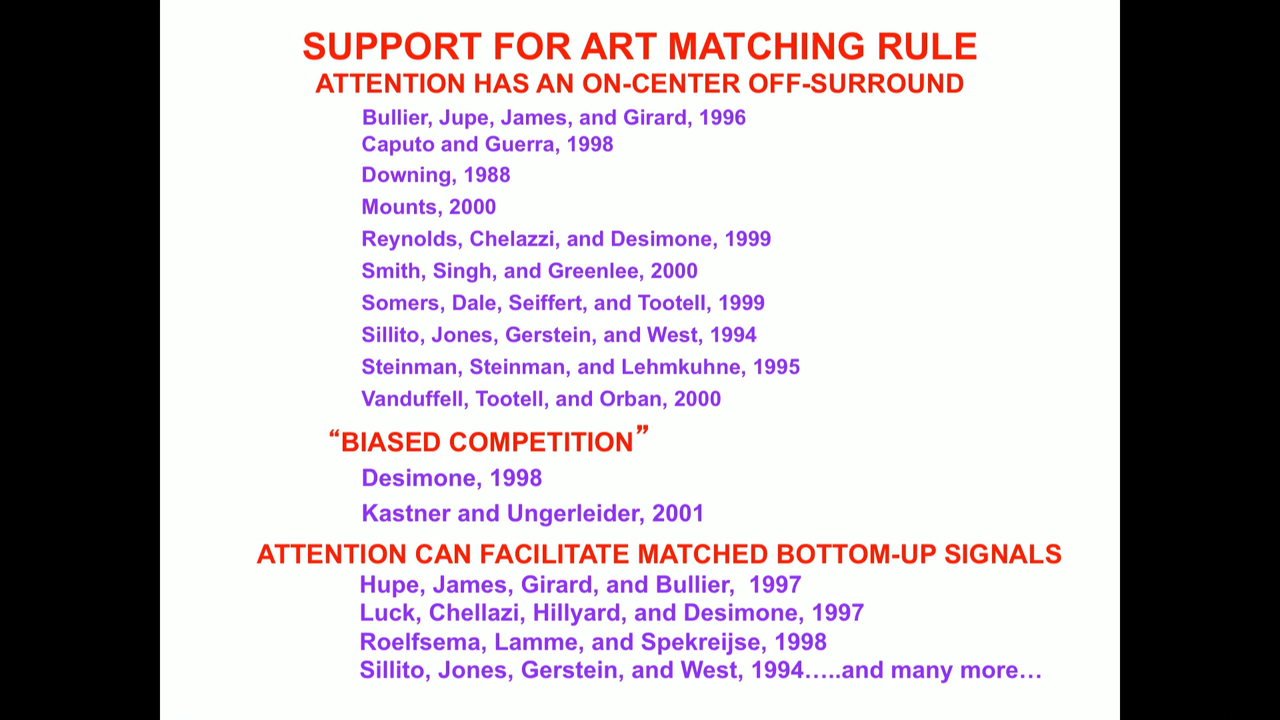 SUPPORT FOR ART MATCHING RULE
ATTENTION HAS AN ON-CENTER OFF-SURROUND
Bullier, Jupe, James, and Girard, 1996
Caputo and Guerra, 1998
Downing, 1988
Mounts, 2000
Reynolds, Chelazzi, and Desimone, 1999
Smith, Singh, and Greenlee, 2000
Somers, Dale, Seiffert, and Tootell, 1999
Sillito, Jones, Gerstein, and West, 1994
Steinman, Steinman, and Lehmkuhne, 1995
Vanduffell, Tootell, and Orban, 2000
“BIASED COMPETITION”
Desimone, 1998
Kastner and Ungerleider, 2001
ATTENTION CAN FACILITATE MATCHED BOTTOM-UP SIGNALS
Hupe, James, Girard, and Bullier, 1997
Luck, Chellazi, Hillyard, and Desimone, 1997
Roelfsema, Lamme, and Spekreijse, 1998
Sillito, Jones, Gerstein, and West, 1994…..and many more…